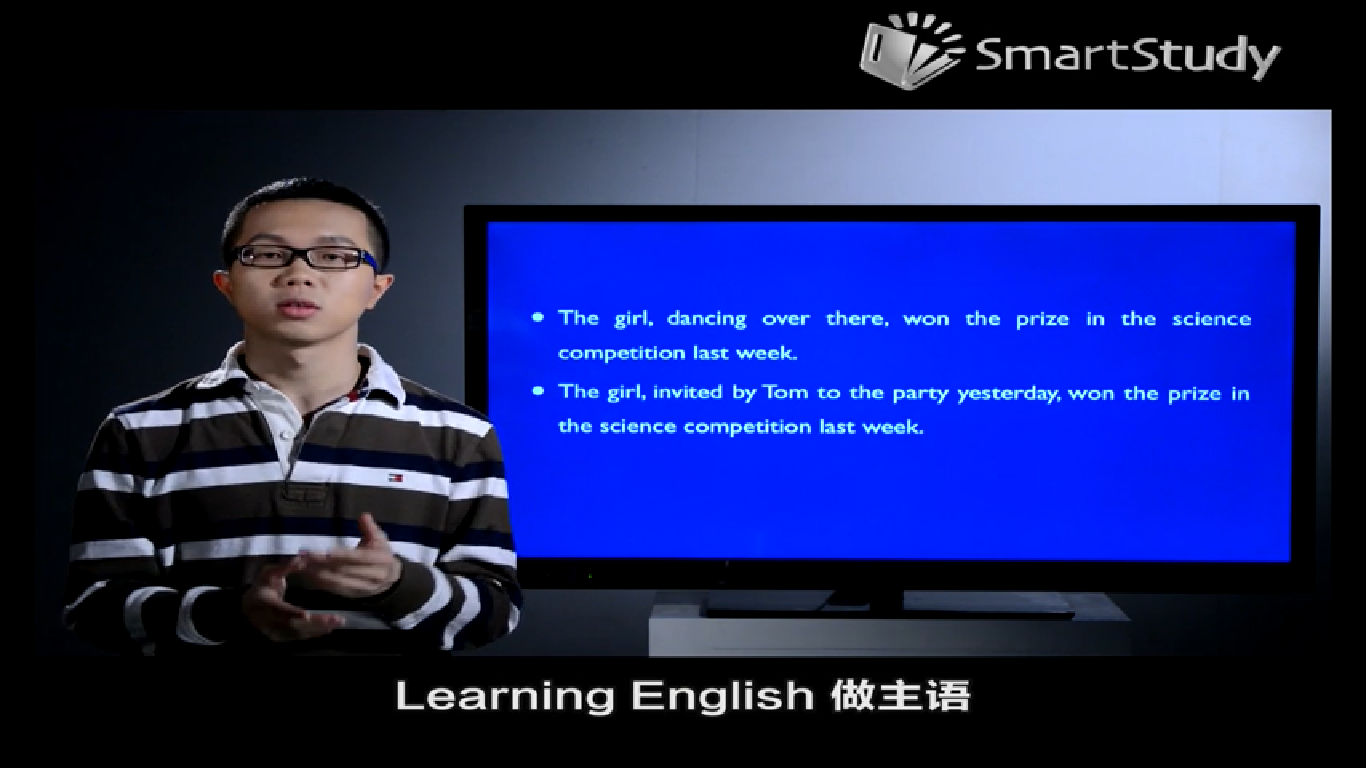 SmartStudy
• The girl, dancing over there, won the prize in the science
competition last week.
• The girl, invited by Tom to the party yesterday, won the prize in
the science competition last week.
Learning English 做主语